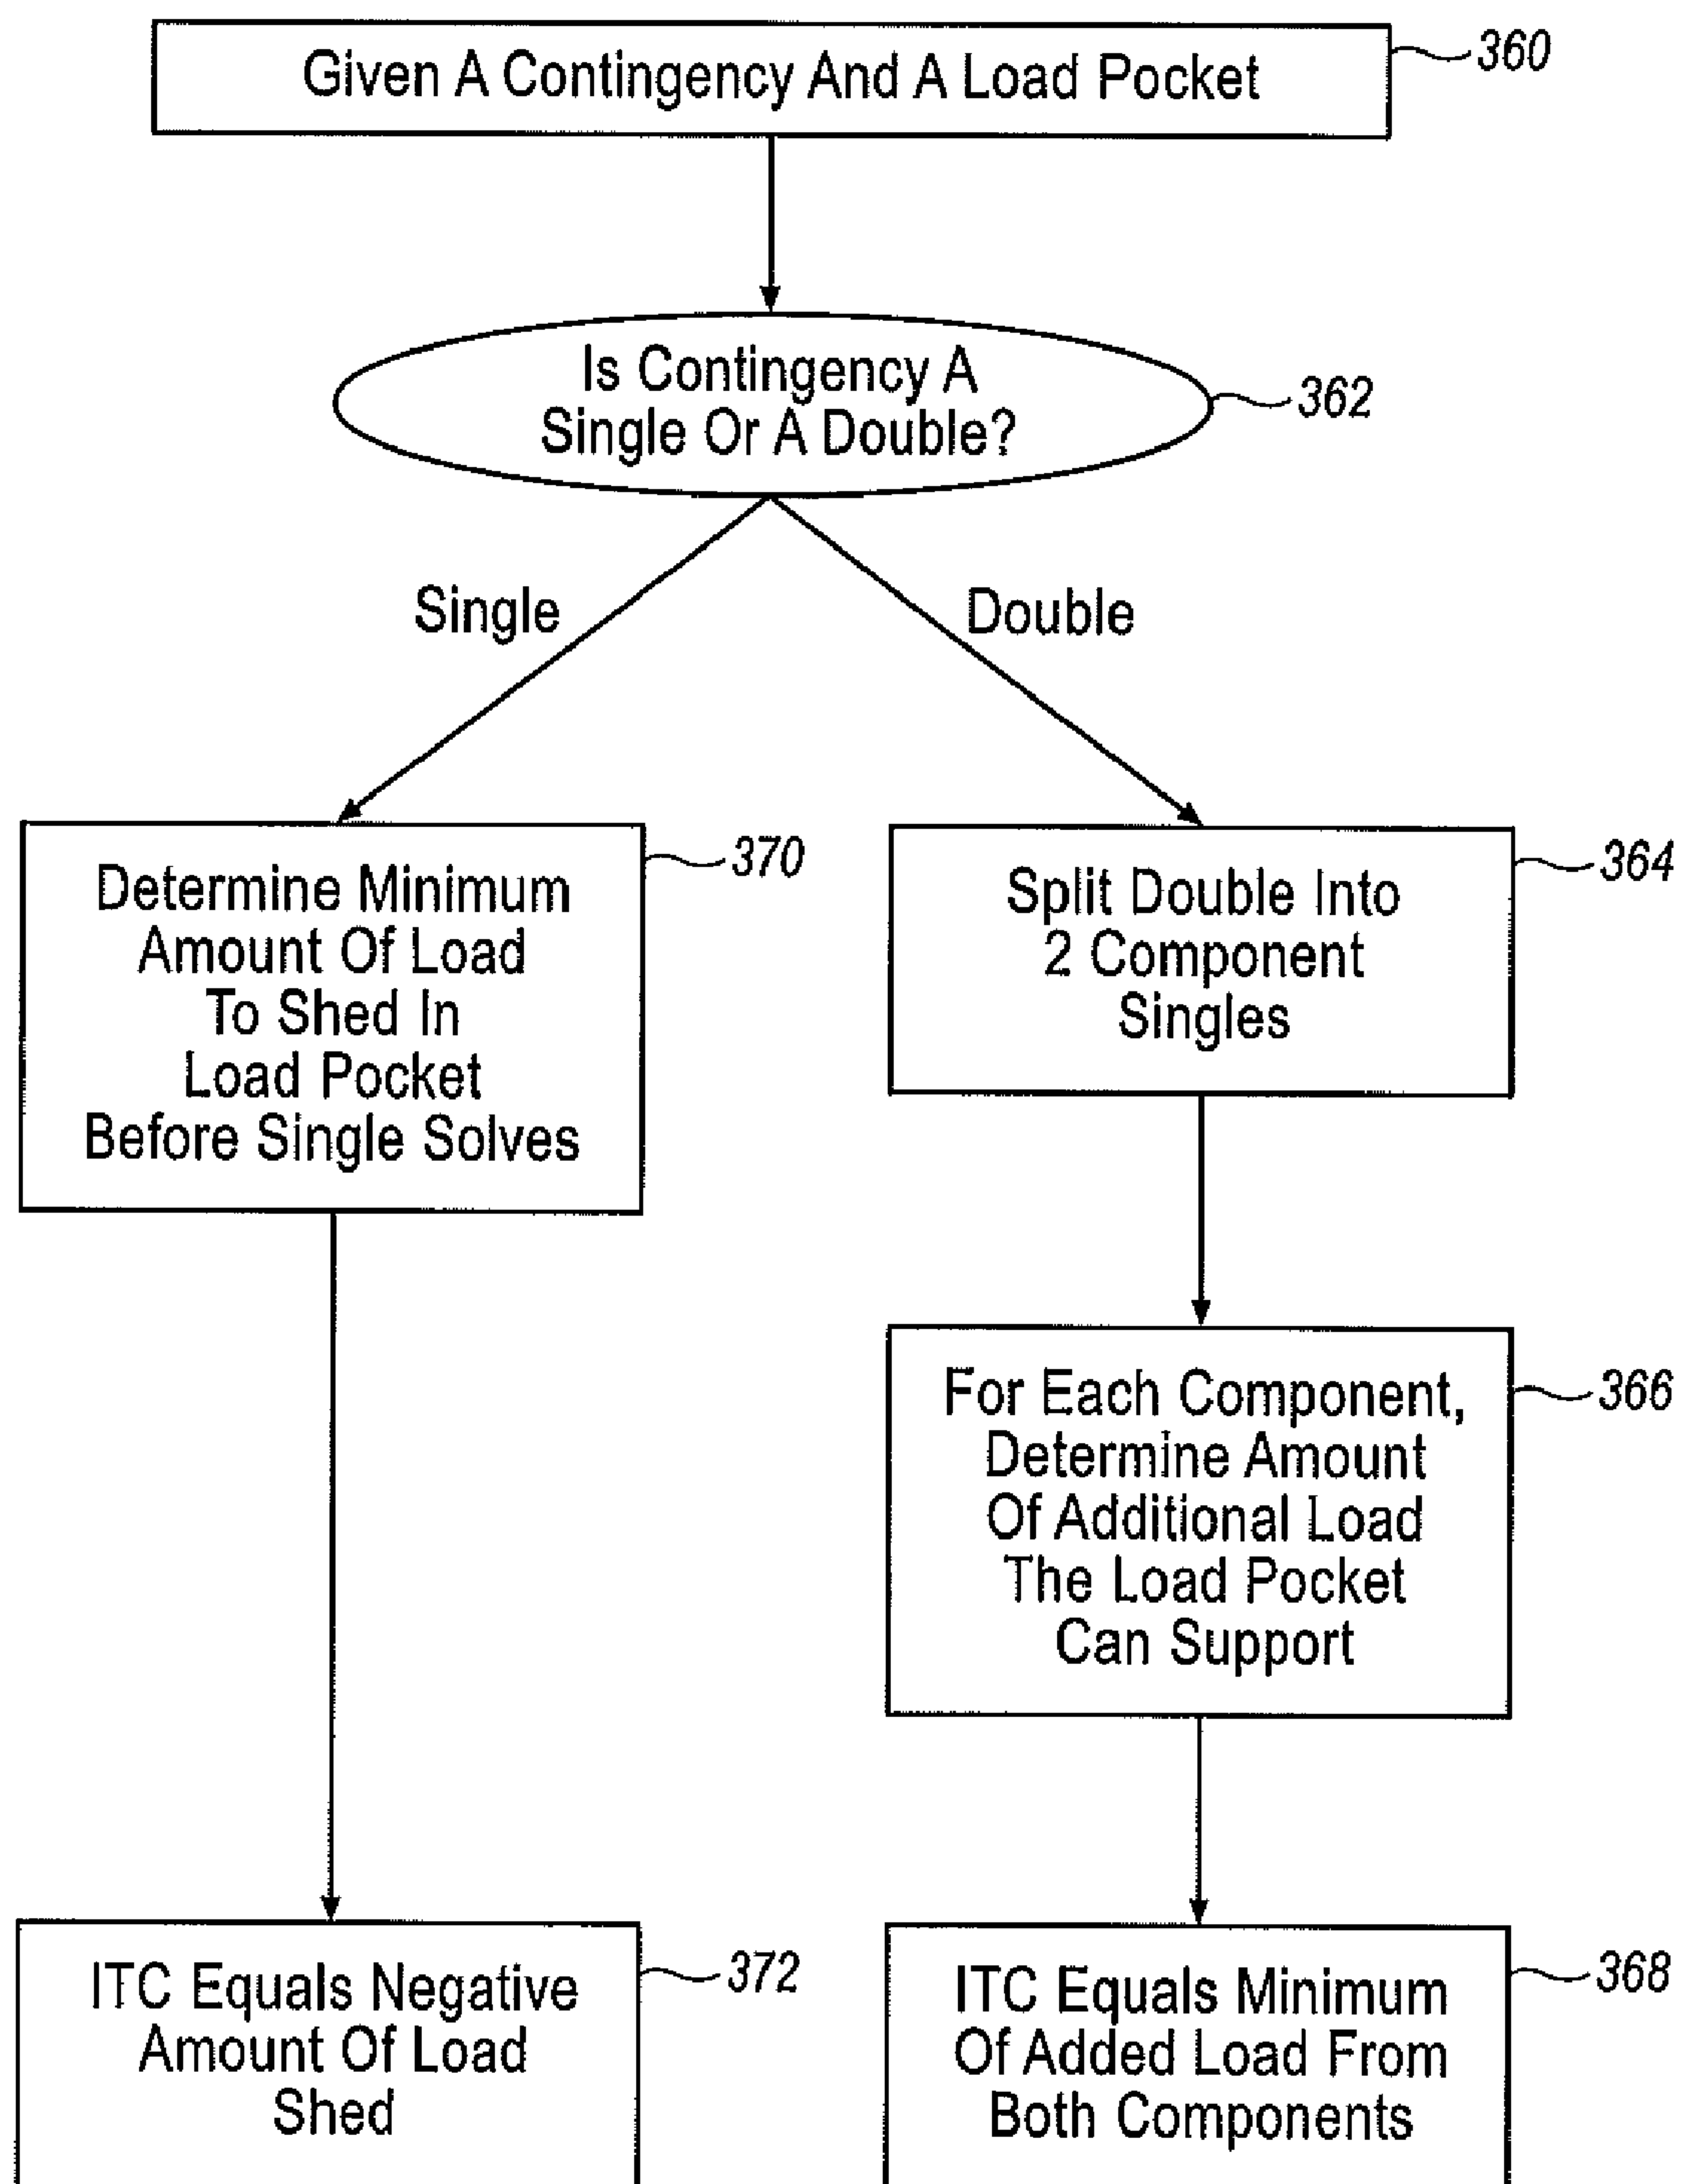 Given A Contingency And A Load Pocket
360
Is Contingency A
Single Or A Double?
362
Single
Double
Determine Minimum
Amount Of Load
To Shed In
Load Pocket
Before Single Solves
370
Split Double Into
2 Component
Singles
364
For Each Component,
Determine Amount
Of Additional Load
The Load Pocket
Can Support
366
ITC Equals Negative
Amount Of Load
Shed
372
ITC Equals Minimum
Of Added Load From
Both Components
368